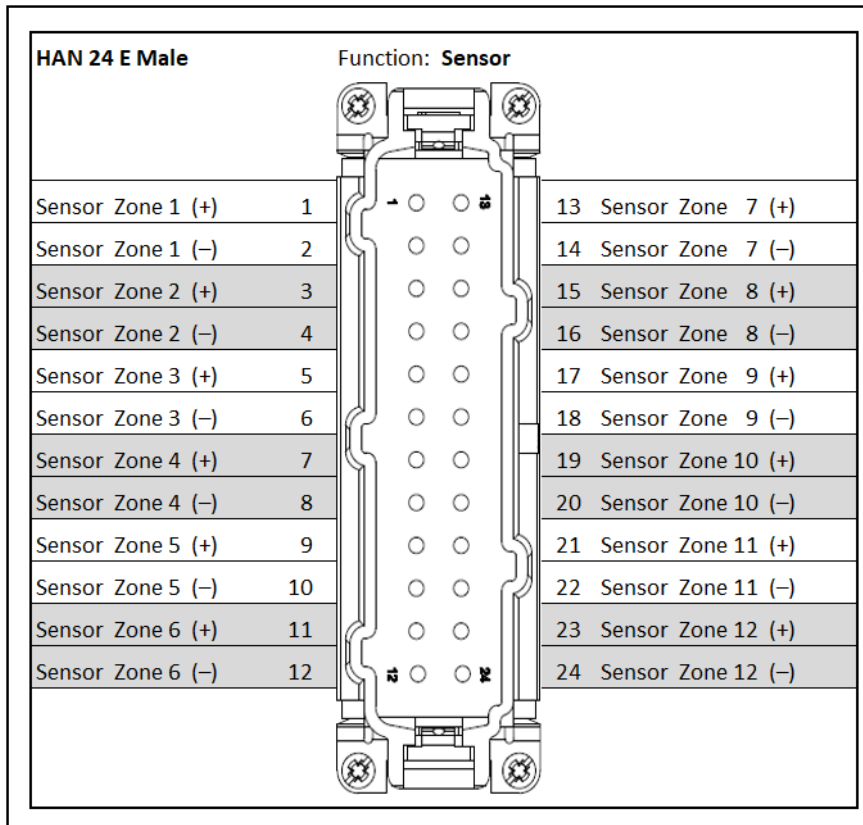 HAN 24 E Male Function: Sensor
Sensor Zone 1 (+) 1 1 13 13 Sensor Zone 7 (+)
Sensor Zone 1 (–) 2 14 Sensor Zone 7 (–)
Sensor Zone 2 (+) 3 15 Sensor Zone 8 (+)
Sensor Zone 2 (–) 4 16 Sensor Zone 8 (–)
Sensor Zone 3 (+) 5 17 Sensor Zone 9 (+)
Sensor Zone 3 (–) 6 18 Sensor Zone 9 (–)
Sensor Zone 4 (+) 7 19 Sensor Zone 10 (+)
Sensor Zone 4 (–) 8 20 Sensor Zone 10 (–)
Sensor Zone 5 (+) 9 21 Sensor Zone 11 (+)
Sensor Zone 5 (–) 10 22 Sensor Zone 11 (–)
Sensor Zone 6 (+) 11 23 Sensor Zone 12 (+)
Sensor Zone 6 (–) 12 12 24 24 Sensor Zone 12 (–)